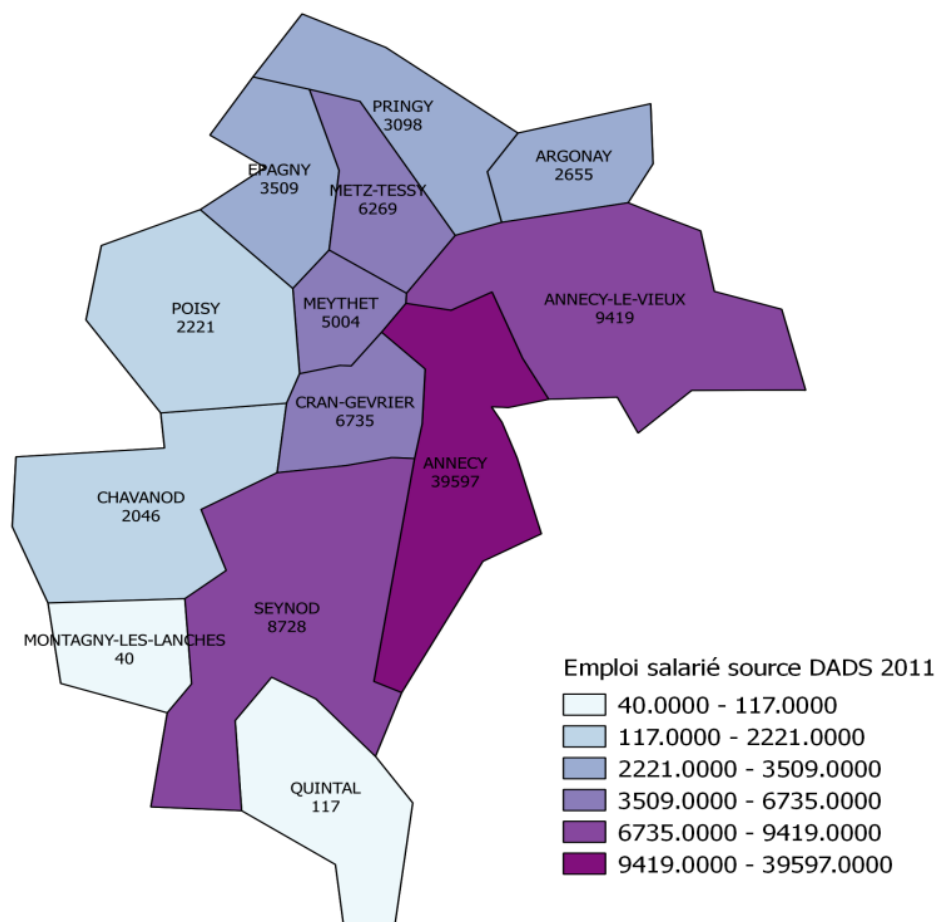 PRINGY
3098
ARGONAY
2655
EPAGNY
3509
METZ-TESSY
6269
ANNECY-LE-VIEUX
9419
POISY
2221
MEYTHET
5004
CRAN-GEVRIER
6735
ANNECY
39597
CHAVANOD
2046
SEYNOD
8728
MONTAGNY-LES-LANCHES
40
QUINTAL
117
Emploi salarié source DADS 2011
40.0000 - 117.0000
117.0000 - 2221.0000
2221.0000 - 3509.0000
3509.0000 - 6735.0000
6735.0000 - 9419.0000
9419.0000 - 39597.0000